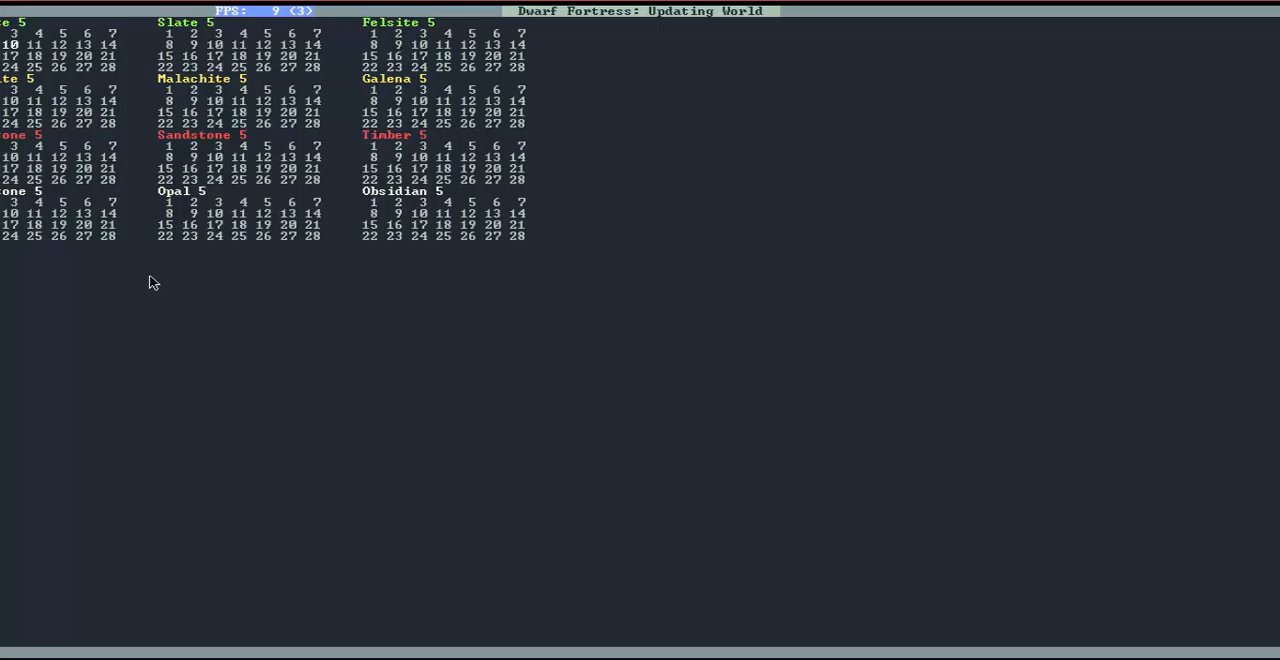 FPS: 9 (3) Dwarf Fortress: Updating World
te 5 Slate 5 Felsite 5
3 4 5 6 7 1 2 3 4 5 6 7 1 2 3 4 5 6 7
10 11 12 13 14 8 9 10 11 12 13 14 8 9 10 11 12 13 14
17 18 19 20 21 15 16 17 18 19 20 21 15 16 17 18 19 20 21
24 25 26 27 28 22 23 24 25 26 27 28 22 23 24 25 26 27 28
ite 5 Malachite 5 Galena 5
3 4 5 6 7 1 2 3 4 5 6 7 1 2 3 4 5 6 7
10 11 12 13 14 8 9 10 11 12 13 14 8 9 10 11 12 13 14
17 18 19 20 21 15 16 17 18 19 20 21 15 16 17 18 19 20 21
24 25 26 27 28 22 23 24 25 26 27 28 22 23 24 25 26 27 28
one 5 Sandstone 5 Timber 5
3 4 5 6 7 1 2 3 4 5 6 7 1 2 3 4 5 6 7
10 11 12 13 14 8 9 10 11 12 13 14 8 9 10 11 12 13 14
17 18 19 20 21 15 16 17 18 19 20 21 15 16 17 18 19 20 21
24 25 26 27 28 22 23 24 25 26 27 28 22 23 24 25 26 27 28
one 5 Opal 5 Obsidian 5
3 4 5 6 7 1 2 3 4 5 6 7 1 2 3 4 5 6 7
10 11 12 13 14 8 9 10 11 12 13 14 8 9 10 11 12 13 14
17 18 19 20 21 15 16 17 18 19 20 21 15 16 17 18 19 20 21
24 25 26 27 28 22 23 24 25 26 27 28 22 23 24 25 26 27 28